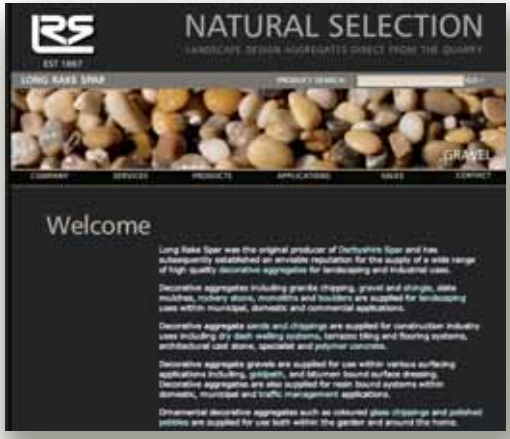 LRS
NATURAL SELECTION
LANDSCAPE DESIGN AGGREGATES DIRECT FROM THE QUARRY
EST 1867
LONG RAKE SPAR PRODUCT SEARCH:
GRAVEL
COMPANY SERVICES PRODUCTS APPLICATIONS SALES CONTACT
Welcome
Long Rake Spar was the original producer of Derbyshire Spar and has
subsequently established an enviable reputation for the supply of a wide range
of high quality decorative aggregates for landscaping and industrial uses.
Decorative aggregates including granite chipping, gravel and shingle, slate
mulches, rockery stone, monoliths and boulders are supplied for landscaping
uses within municipal, domestic and commercial applications.
Decorative aggregate sands and chippings are supplied for construction industry
uses including dry dash walling systems, terrazzo tiling and flooring systems,
architectural cast stone, specialist and polymer concrete.
Decorative aggregate gravels are supplied for use within various surfacing
applications including, goldpath, and bitumen bound surface dressing.
Decorative aggregates are also supplied for resin bound systems within
domestic, municipal and traffic management applications.
Ornamental decorative aggregates such as coloured glass chippings and polished
pebbles are supplied for use both within the garden and around the home.